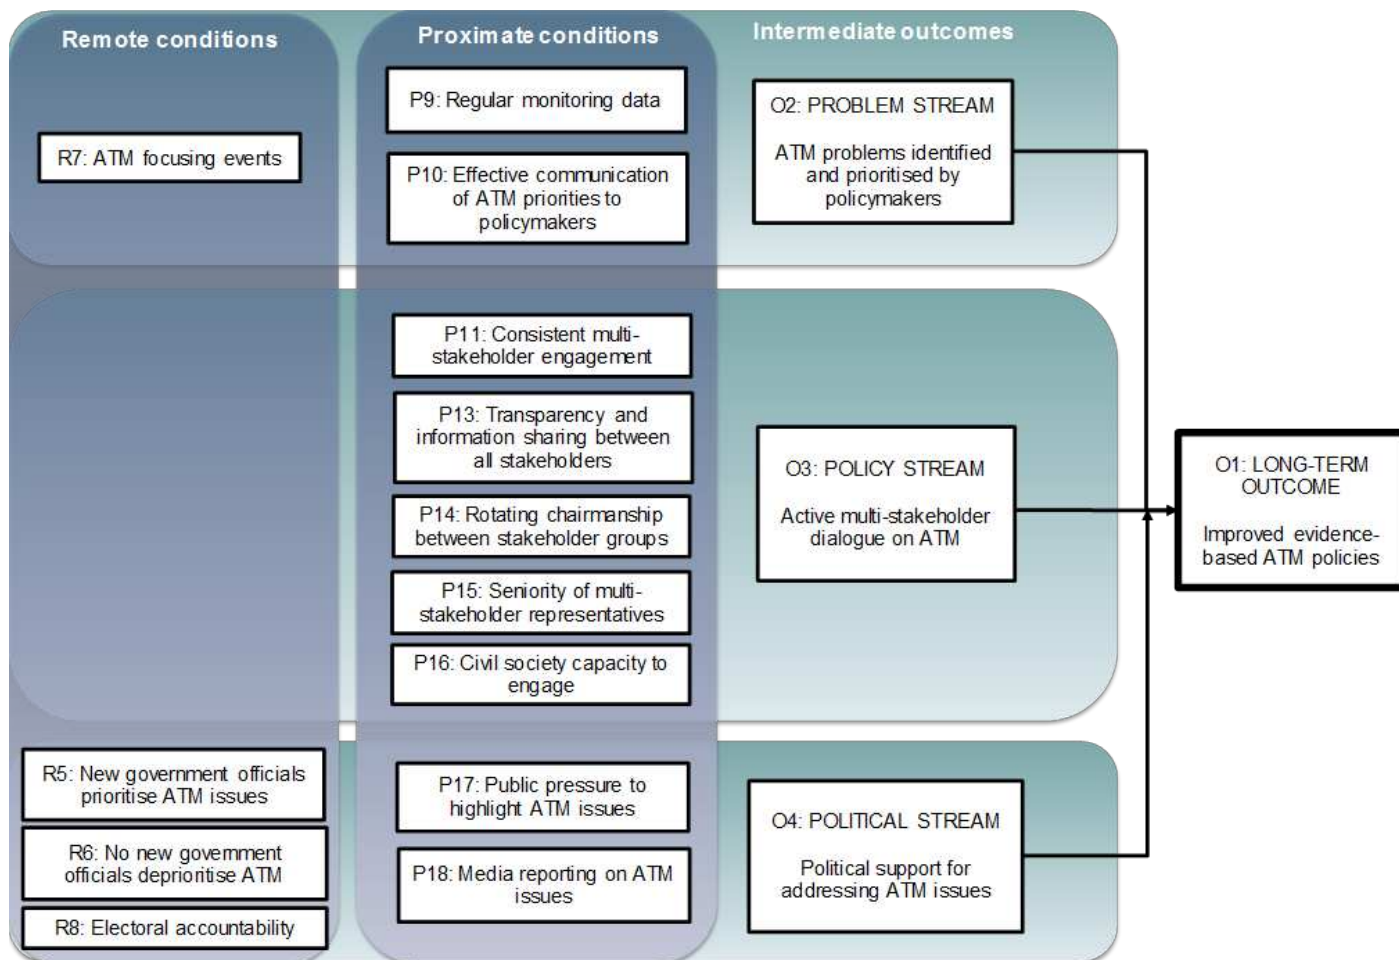 Remote conditions
Proximate conditions
Intermediate outcomes
R7: ATM focusing events
P9: Regular monitoring data
P10: Effective communication
of ATM priorities to
policymakers
O2: PROBLEM STREAM
ATM problems identified
and prioritised by
policymakers
P11: Consistent multi-
stakeholder engagement
P13: Transparency and
information sharing between
all stakeholders
P14: Rotating chairmanship
between stakeholder groups
P15: Seniority of multi-
stakeholder representatives
P16: Civil society capacity to
engage
O3: POLICY STREAM
Active multi-stakeholder
dialogue on ATM
O1: LONG-TERM
OUTCOME
Improved evidence-
based ATM policies
R5: New government officials
prioritise ATM issues
R6: No new government
officials deprioritise ATM
R8: Electoral accountability
P17: Public pressure to
highlight ATM issues
P18: Media reporting on ATM
issues
O4: POLITICAL STREAM
Political support for
addressing ATM issues